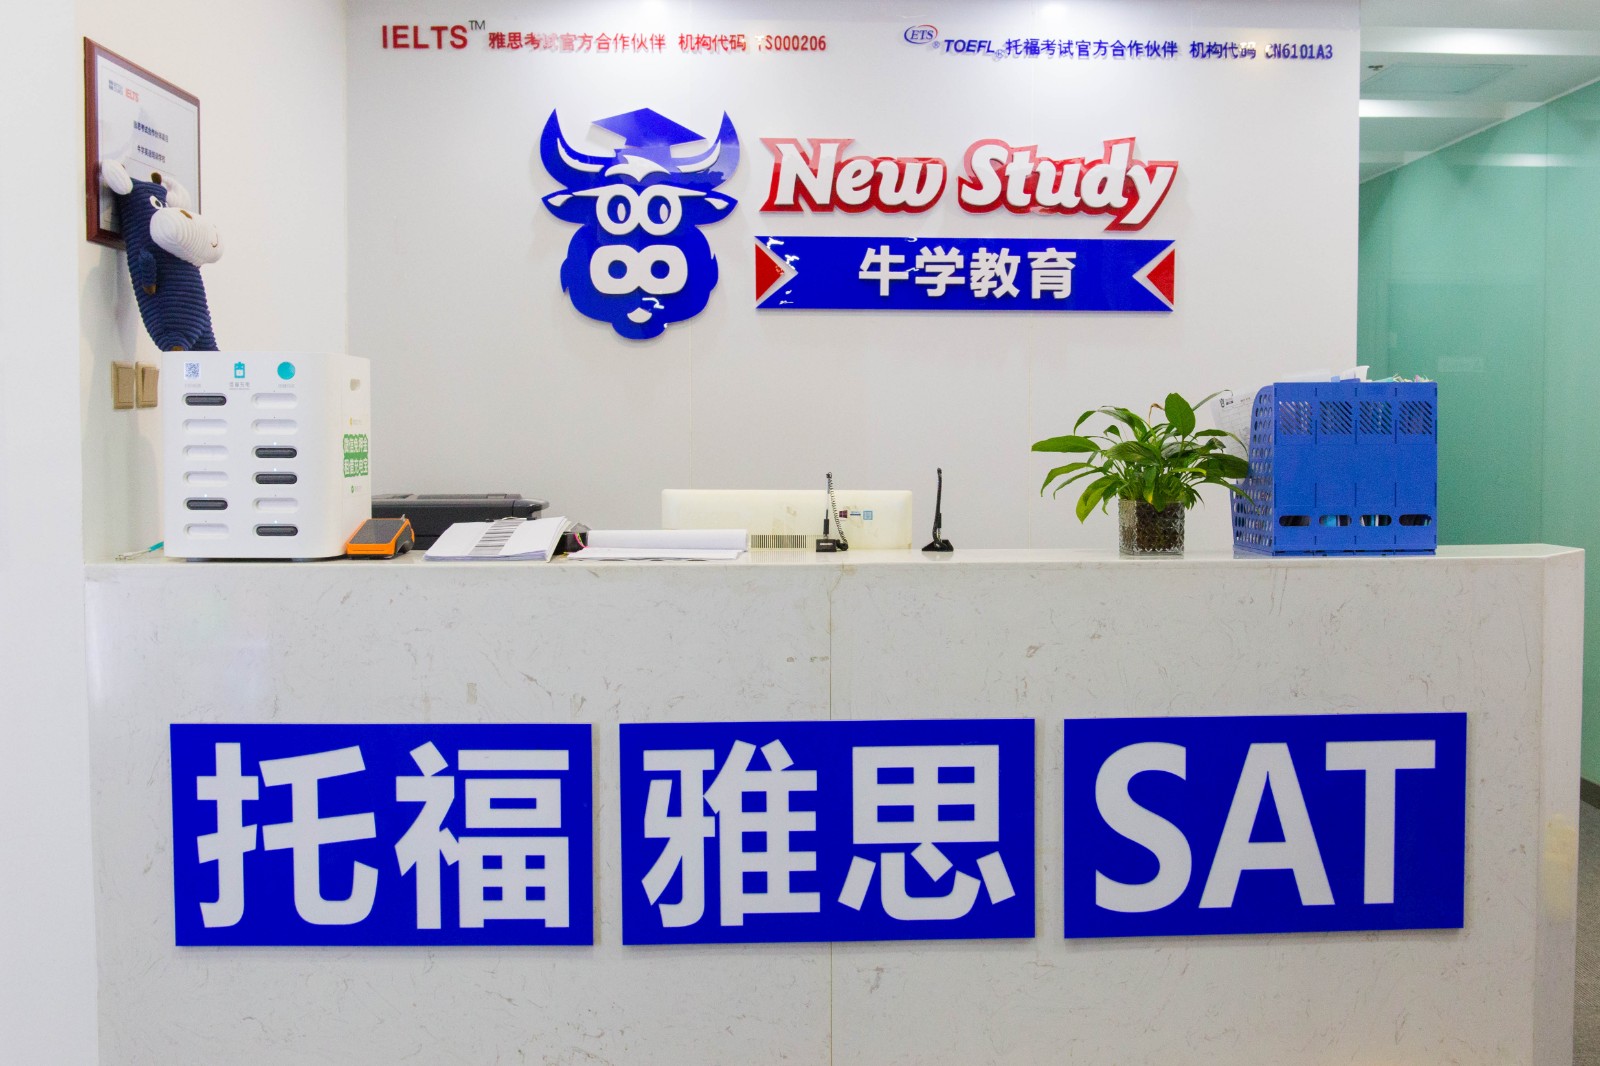 IELTS™ 雅思考试官方合作伙伴 机构代码 TS000206
ETS® TOEFL® 托福考试官方合作伙伴 机构代码 CN6101A3
IELTS
New Study
牛学教育
托福 雅思 SAT